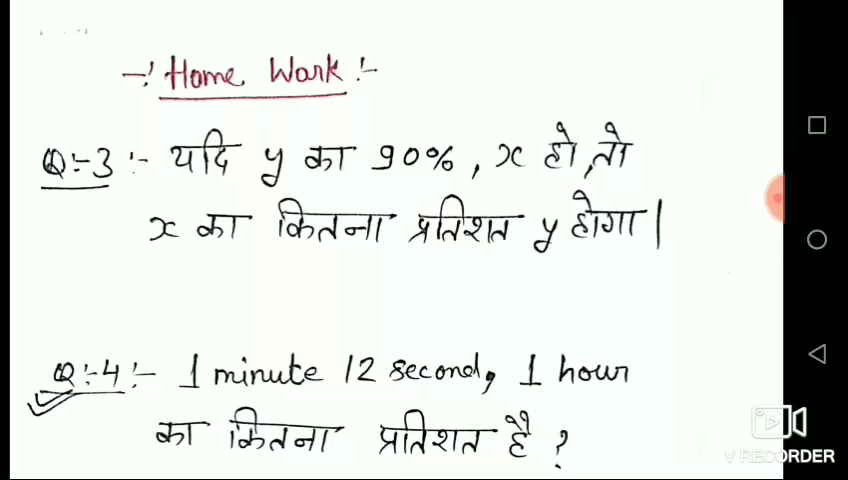 -:' Home Work :-
Q:-3 :- यदि y का 90%, x हो, तो
x का कितना प्रतिशत y होगा |
Q:-4 :- 1 minute 12 second, 1 hour
का कितना प्रतिशत है ?
V RECORDER